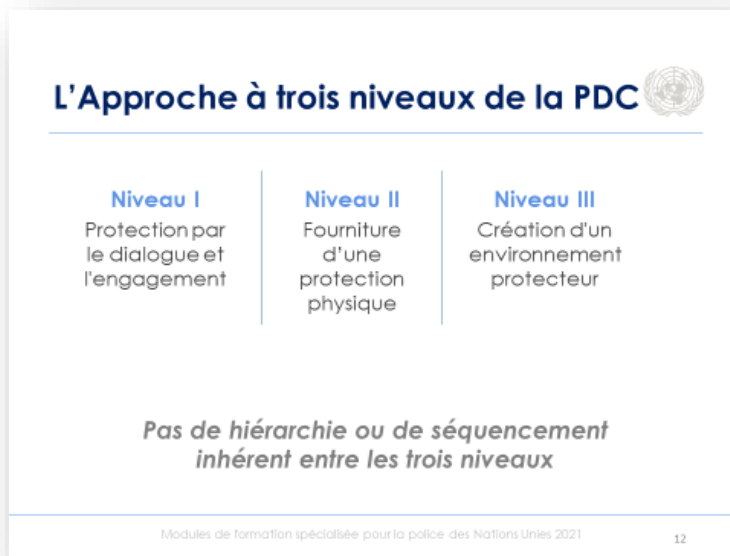 L'Approche à trois niveaux de la PDC
Niveau I
Protection par
le dialogue et
l'engagement
Niveau II
Fourniture
d'une
protection
physique
Niveau III
Création d'un
environnement
protecteur
Pas de hiérarchie ou de séquencement
inhérent entre les trois niveaux
Modules de formation spécialisée pour la police des Nations Unies 2021
12